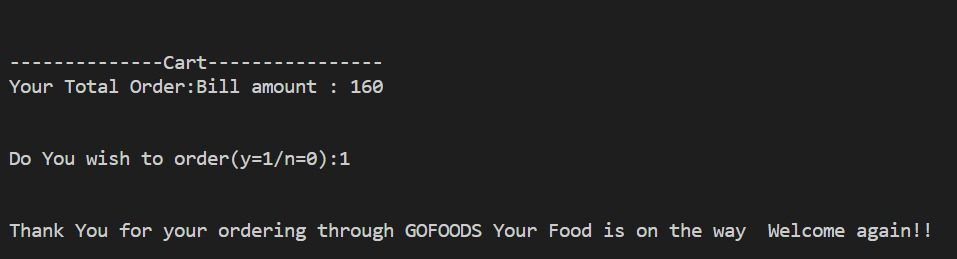 --------------Cart----------------
Your Total Order:Bill amount : 160
Do You wish to order(y=1/n=0):1
Thank You for your ordering through GOFOODS Your Food is on the way  Welcome again!!